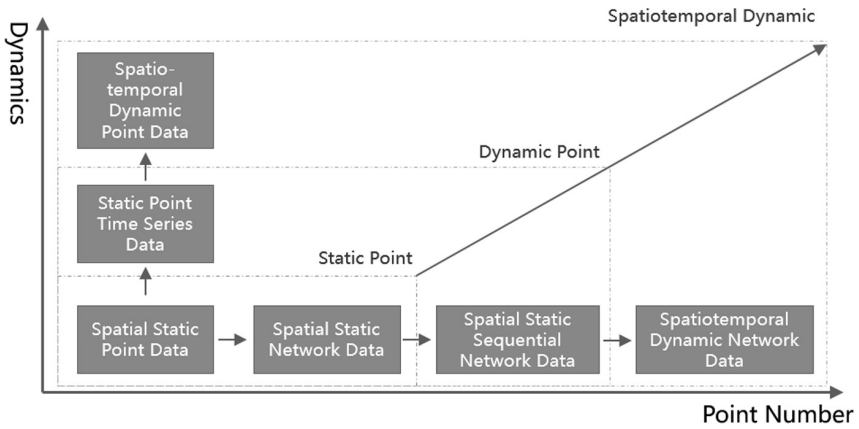 Spatiotemporal Dynamic
Dynamics
Spatio-
temporal
Dynamic
Point Data
Dynamic Point
Static Point
Time Series
Data
Static Point
Spatial Static
Point Data
Spatial Static
Network Data
Spatial Static
Sequential
Network Data
Spatiotemporal
Dynamic Network
Data
Point Number